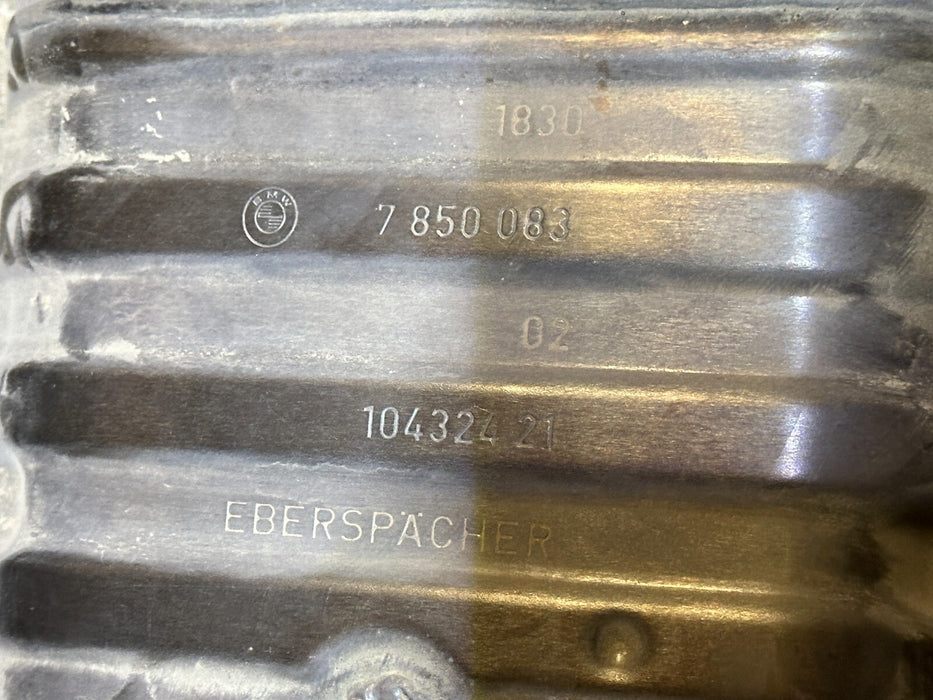 1830
BMW
7 850 083
02
104324 21
EBERSPÄCHER